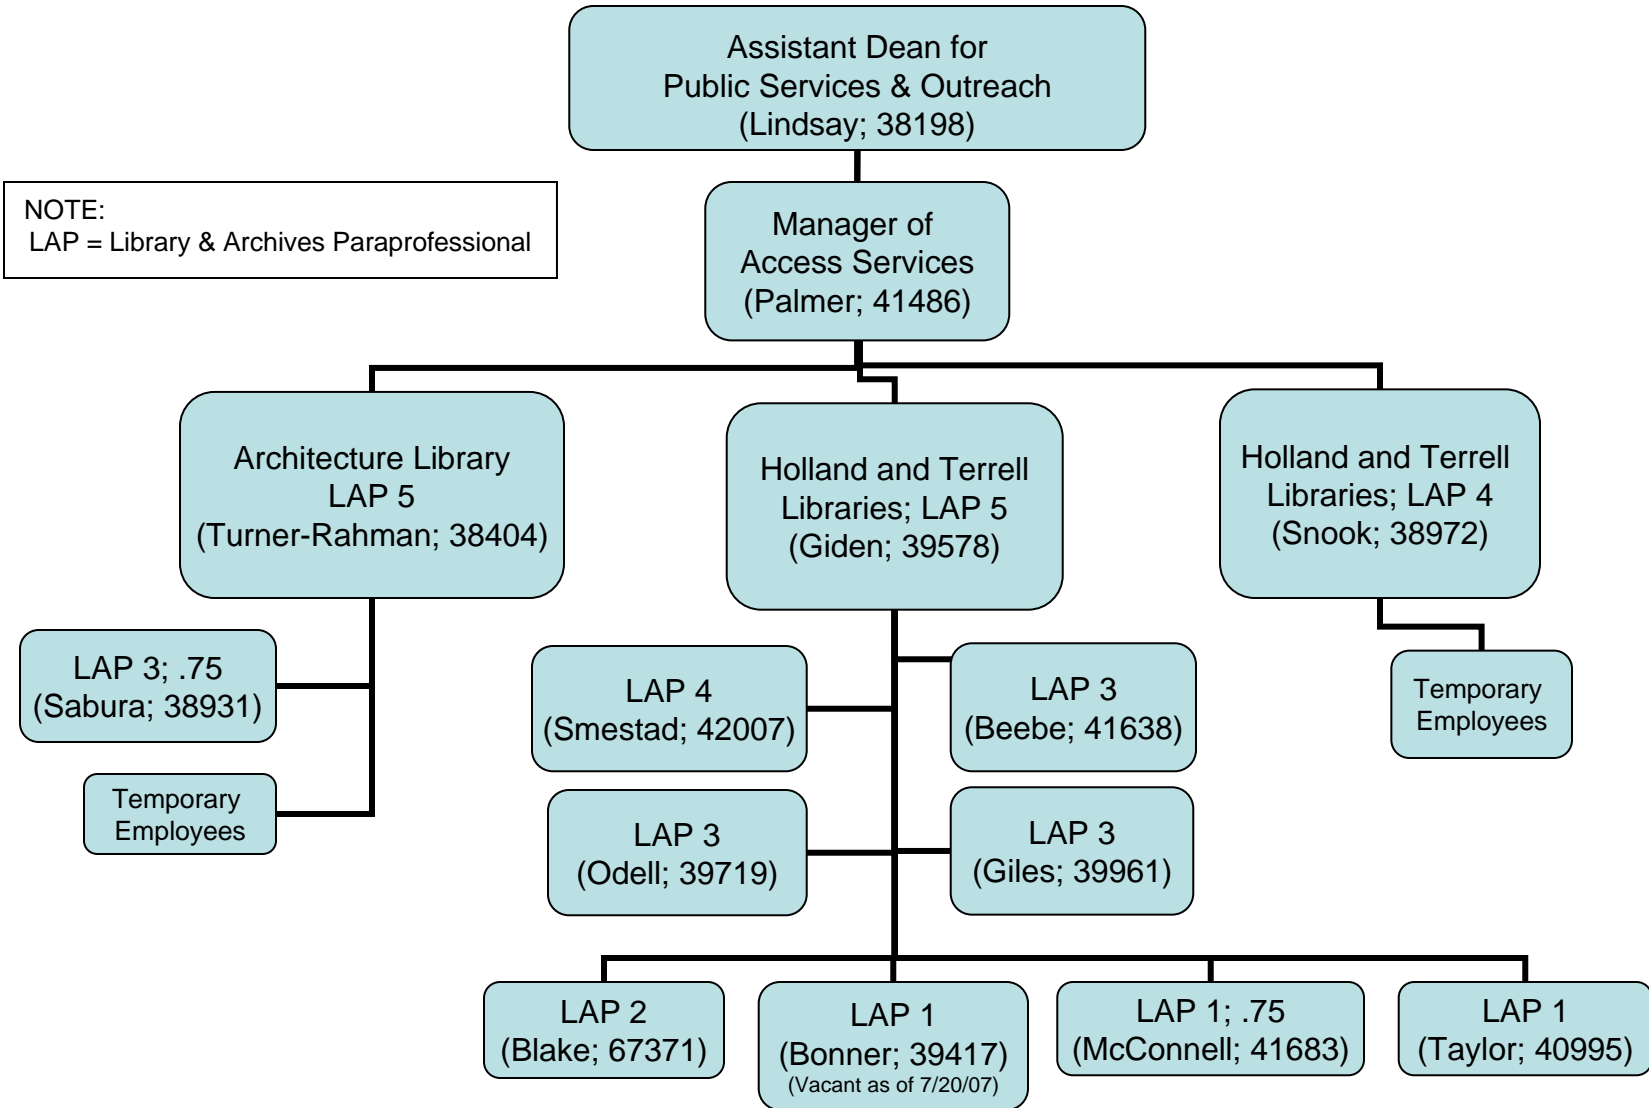 Assistant Dean for
Public Services & Outreach
(Lindsay; 38198)
NOTE:
LAP = Library & Archives Paraprofessional
Manager of
Access Services
(Palmer; 41486)
Architecture Library
LAP 5
(Turner-Rahman; 38404)
Holland and Terrell
Libraries; LAP 5
(Giden; 39578)
Holland and Terrell
Libraries; LAP 4
(Snook; 38972)
LAP 3; .75
(Sabura; 38931)
Temporary
Employees
LAP 4
(Smestad; 42007)
LAP 3
(Beebe; 41638)
Temporary
Employees
LAP 3
(Odell; 39719)
LAP 3
(Giles; 39961)
LAP 2
(Blake; 67371)
LAP 1
(Bonner; 39417)
(Vacant as of 7/20/07)
LAP 1; .75
(McConnell; 41683)
LAP 1
(Taylor; 40995)